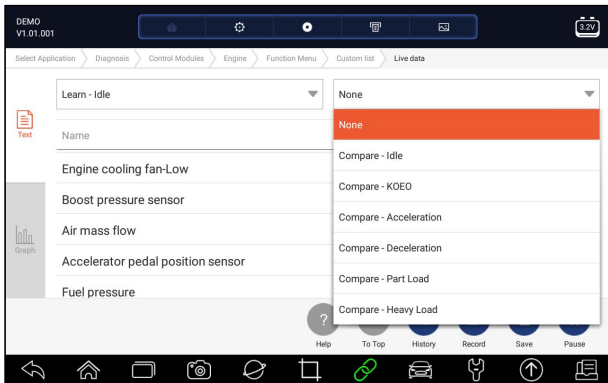 DEMO
V1.01.001
3.2V
Select Application Diagnosis Control Modules Engine Function Menu Custom list Live data
Text
Graph
Learn - Idle
None
Name
Engine cooling fan-Low
Boost pressure sensor
Air mass flow
Accelerator pedal position sensor
Fuel pressure
None
Compare - Idle
Compare - KOEO
Compare - Acceleration
Compare - Deceleration
Compare - Part Load
Compare - Heavy Load
?
Help To Top History Record Save Pause